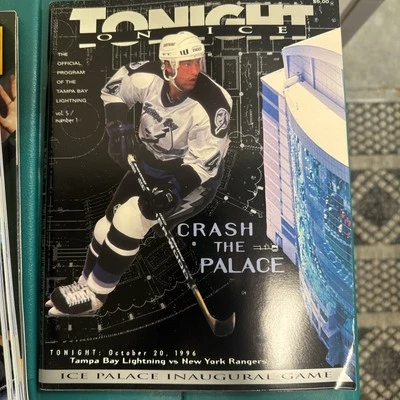 TONIGHT
$5.00
ON ICE
THE
OFFICIAL
PROGRAM
OF THE
TAMPA BAY
LIGHTNING
vol. 5 /
number 1
CRASH
THE
PALACE
TONIGHT: October 20, 1996
Tampa Bay Lightning vs New York Rangers
ICE PALACE INAUGURAL GAME